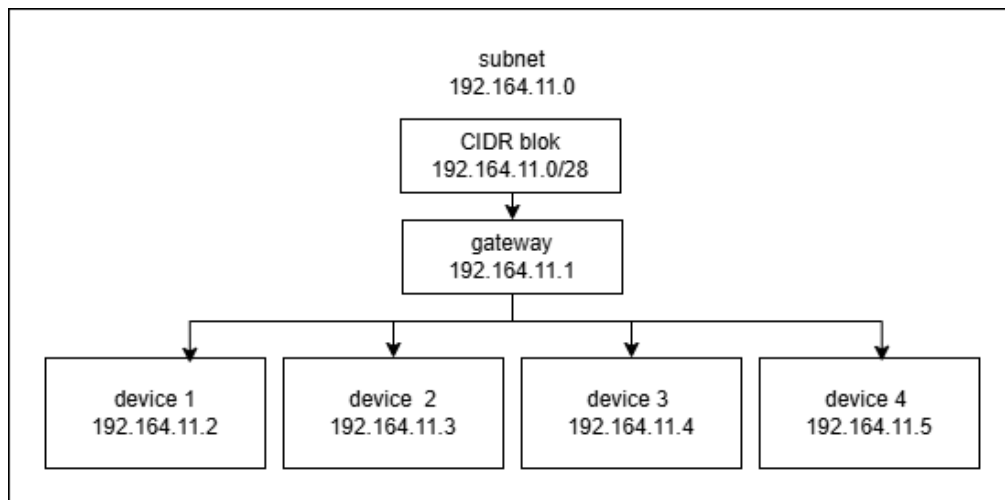 subnet
192.164.11.0
CIDR blok
192.164.11.0/28
gateway
192.164.11.1
device 1
192.164.11.2
device  2
192.164.11.3
device 3
192.164.11.4
device 4
192.164.11.5